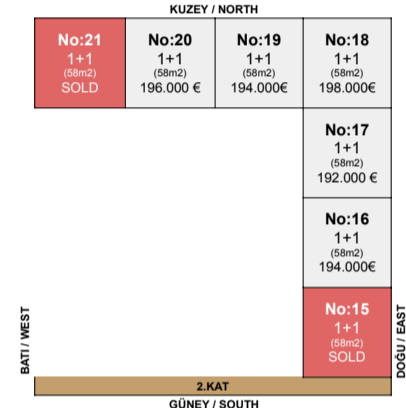 KUZEY / NORTH
No:21
1+1
(58m2)
SOLD
No:20
1+1
(58m2)
196.000 €
No:19
1+1
(58m2)
194.000€
No:18
1+1
(58m2)
198.000€
No:17
1+1
(58m2)
192.000 €
No:16
1+1
(58m2)
194.000€
No:15
1+1
(58m2)
SOLD
BATI / WEST
DOĞU / EAST
2.KAT
GÜNEY / SOUTH